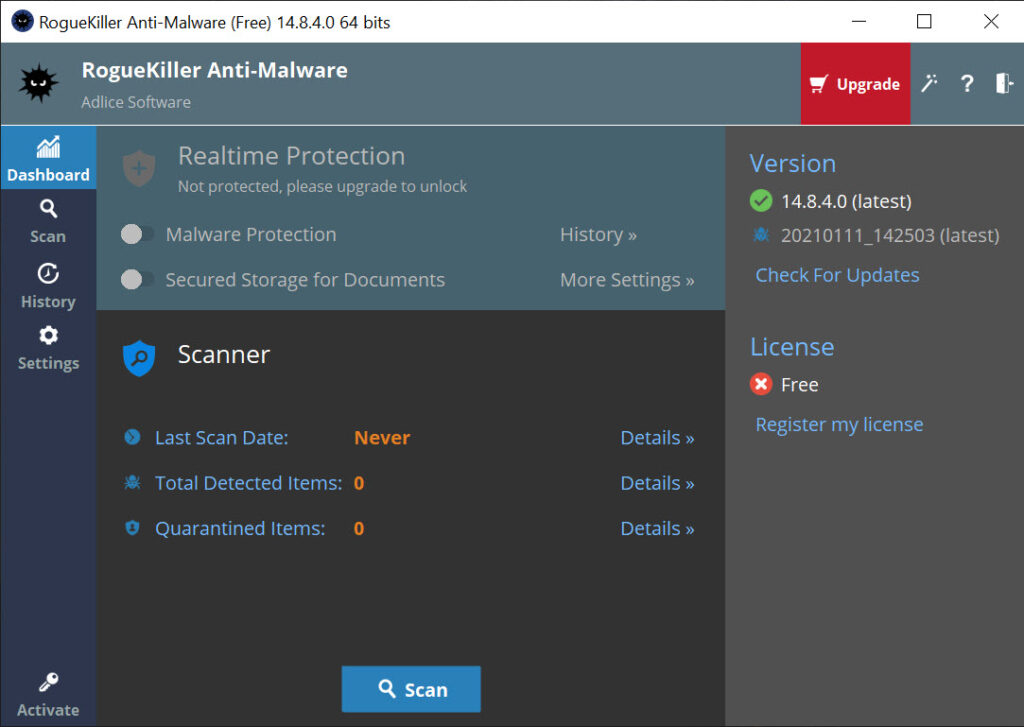 RogueKiller Anti-Malware (Free) 14.8.4.0 64 bits
RogueKiller Anti-Malware
Adlice Software
Upgrade
?
Dashboard
Scan
History
Settings
Activate
Realtime Protection
Not protected, please upgrade to unlock
Malware Protection
History »
Secured Storage for Documents
More Settings »
Scanner
Last Scan Date: Never Details »
Total Detected Items: 0 Details »
Quarantined Items: 0 Details »
Scan
Version
14.8.4.0 (latest)
20210111_142503 (latest)
Check For Updates
License
Free
Register my license